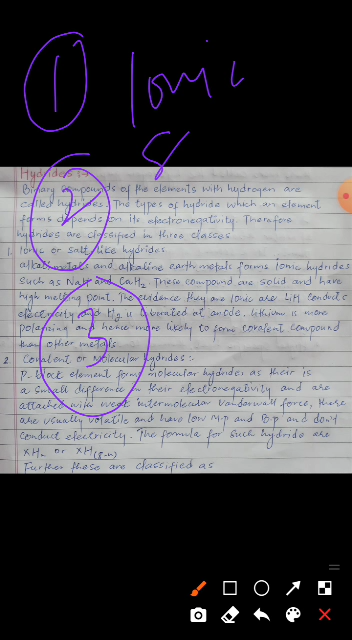 1 Ionic
Hydrides :-
2
Binary compounds of the elements with hydrogen are
called hydrides. The types of hydride which an element
forms depends on its electronegativity. Therefore
hydrides are classified in three classes
1. Ionic or salt like hydrides
alkali metals and alkaline earth metals forms ionic hydrides
such as NaH and CaH2. These compound are solid and have
high melting point. The evidence they are ionic are LiH conducts
electricity and H2 is liberated at anode. Lithium is more
polarizing and hence more likely to form covalent compound
than other metals.
3
2 Covalent or Molecular hydrides :-
P-block element forms molecular hydrides as their is
a small difference in their electronegativity and are
attached with weak intermolecular Vanderwall force, these
are usually volatile and have low M.p and B.p and don't
conduct electricity. The formula for such hydride are
XHn or XH(8-n)
Further these are classified as